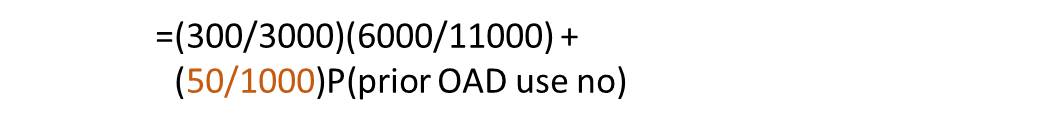 =(300/3000)(6000/11000) +
(50/1000)P(prior OAD use no)